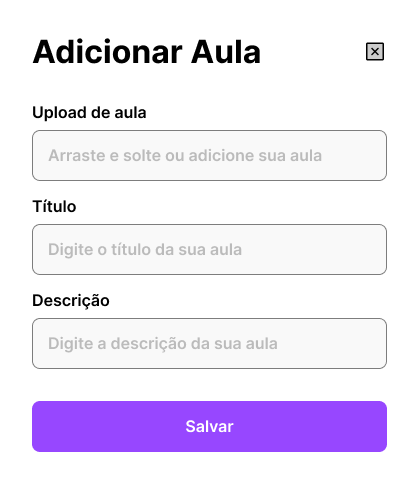 Adicionar Aula
Upload de aula
Arraste e solte ou adicione sua aula
Título
Digite o título da sua aula
Descrição
Digite a descrição da sua aula
Salvar